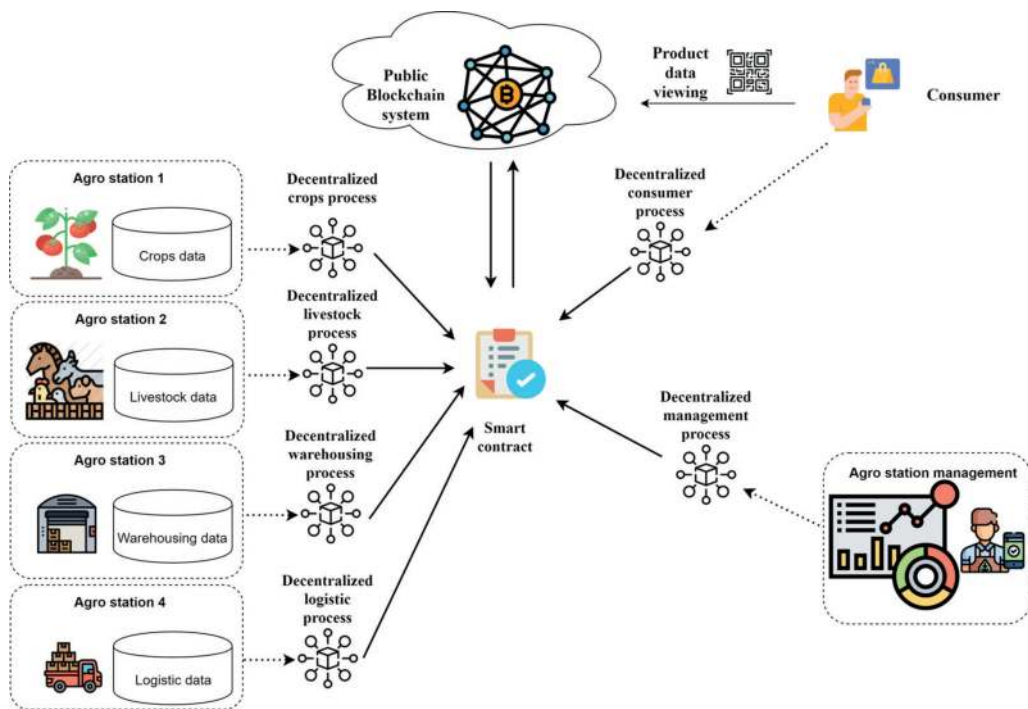 Public
Blockchain
system
Product
data
viewing
Consumer
Agro station 1
Crops data
Decentralized
crops process
Decentralized
consumer
process
Agro station 2
Livestock data
Decentralized
livestock
process
Smart
contract
Decentralized
management
process
Agro station 3
Warehousing data
Decentralized
warehousing
process
Agro station management
Agro station 4
Logistic data
Decentralized
logistic
process